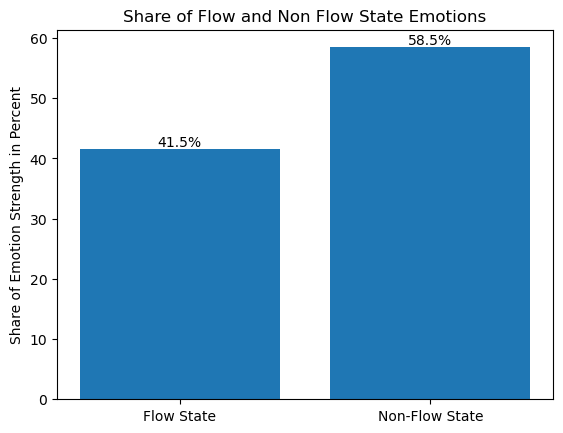 Share of Flow and Non Flow State Emotions
Share of Emotion Strength in Percent
60
50
40
30
20
10
0
41.5%
58.5%
Flow State
Non-Flow State